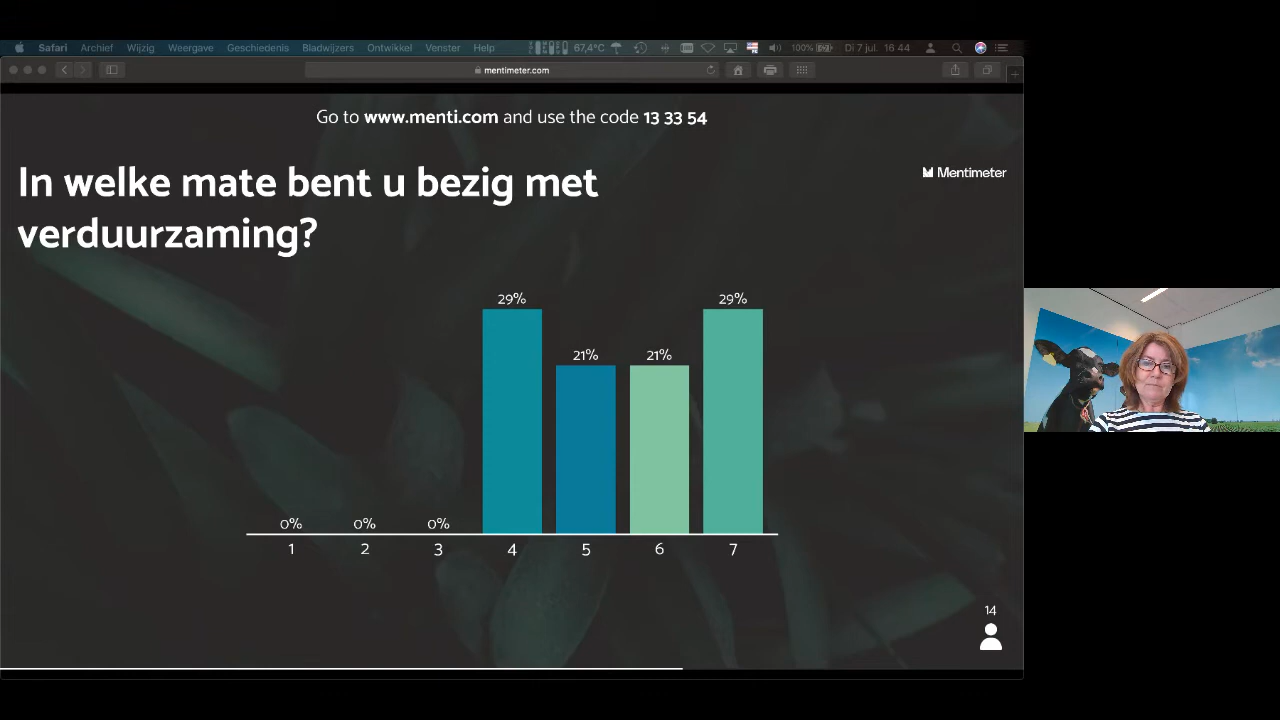 Safari Archief Wijzig Weergave Geschiedenis Bladwijzers Ontwikkel Venster Help 67,4°C 100% Di 7 jul. 16 44
mentimeter.com
Go to www.menti.com and use the code 13 33 54
In welke mate bent u bezig met
verduurzaming?
Mentimeter
29% 29%
21% 21%
0% 0% 0%
1 2 3 4 5 6 7
14